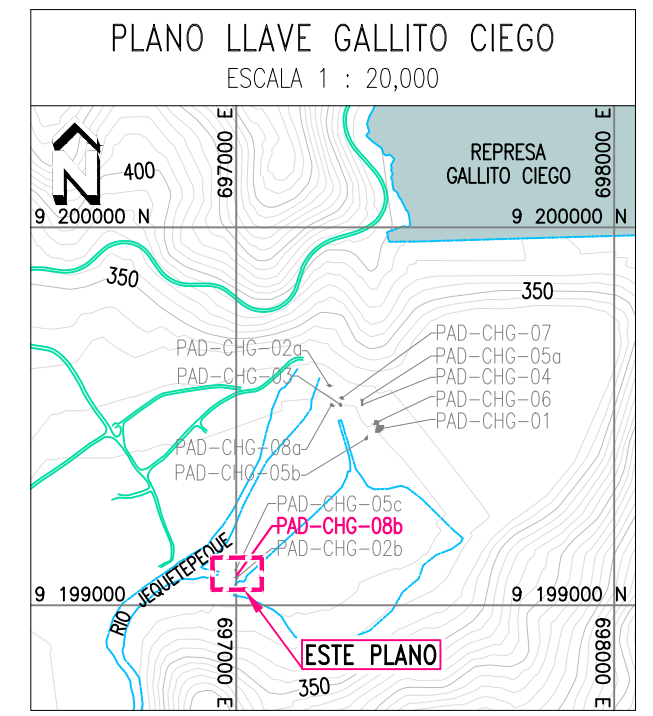 PLANO LLAVE GALLITO CIEGO
ESCALA 1 : 20,000
697000 E
698000 E
N
400
REPRESA
GALLITO CIEGO
9 200000 N
9 200000 N
350
350
PAD-CHG-02a
PAD-CHG-03
PAD-CHG-07
PAD-CHG-05a
PAD-CHG-04
PAD-CHG-06
PAD-CHG-01
PAD-CHG-08a
PAD-CHG-05b
PAD-CHG-05c
PAD-CHG-08b
PAD-CHG-02b
RIO JEQUETEPEQUE
9 199000 N
9 199000 N
697000 E
698000 E
ESTE PLANO
350